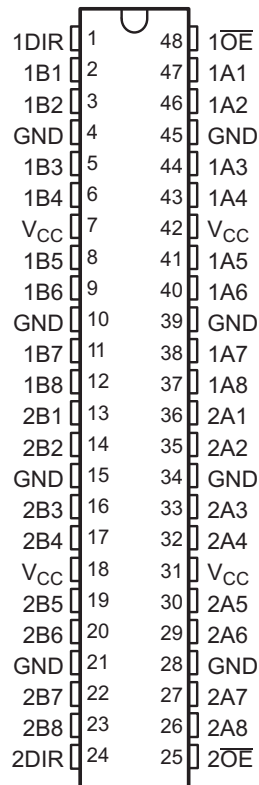 1DIR 1 48 1O̅E̅
1B1 2 47 1A1
1B2 3 46 1A2
GND 4 45 GND
1B3 5 44 1A3
1B4 6 43 1A4
VCC 7 42 VCC
1B5 8 41 1A5
1B6 9 40 1A6
GND 10 39 GND
1B7 11 38 1A7
1B8 12 37 1A8
2B1 13 36 2A1
2B2 14 35 2A2
GND 15 34 GND
2B3 16 33 2A3
2B4 17 32 2A4
VCC 18 31 VCC
2B5 19 30 2A5
2B6 20 29 2A6
GND 21 28 GND
2B7 22 27 2A7
2B8 23 26 2A8
2DIR 24 25 2O̅E̅